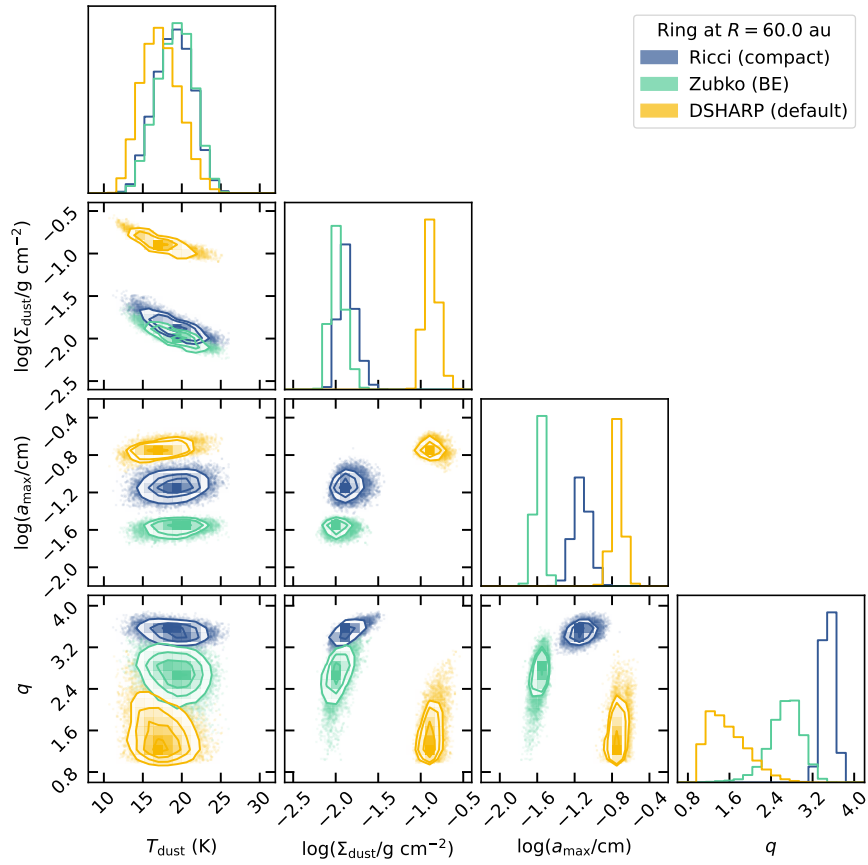 Ring at R = 60.0 au
Ricci (compact)
Zubko (BE)
DSHARP (default)
log(Σdust/g cm⁻²)
−0.5
−1.0
−1.5
−2.0
−2.5
log(amax/cm)
−0.4
−0.8
−1.2
−1.6
−2.0
q
4.0
3.2
2.4
1.6
0.8
10 15 20 25 30
−2.5 −2.0 −1.5 −1.0 −0.5
−2.0 −1.6 −1.2 −0.8 −0.4
0.8 1.6 2.4 3.2 4.0
Tdust (K)
log(Σdust/g cm⁻²)
log(amax/cm)
q